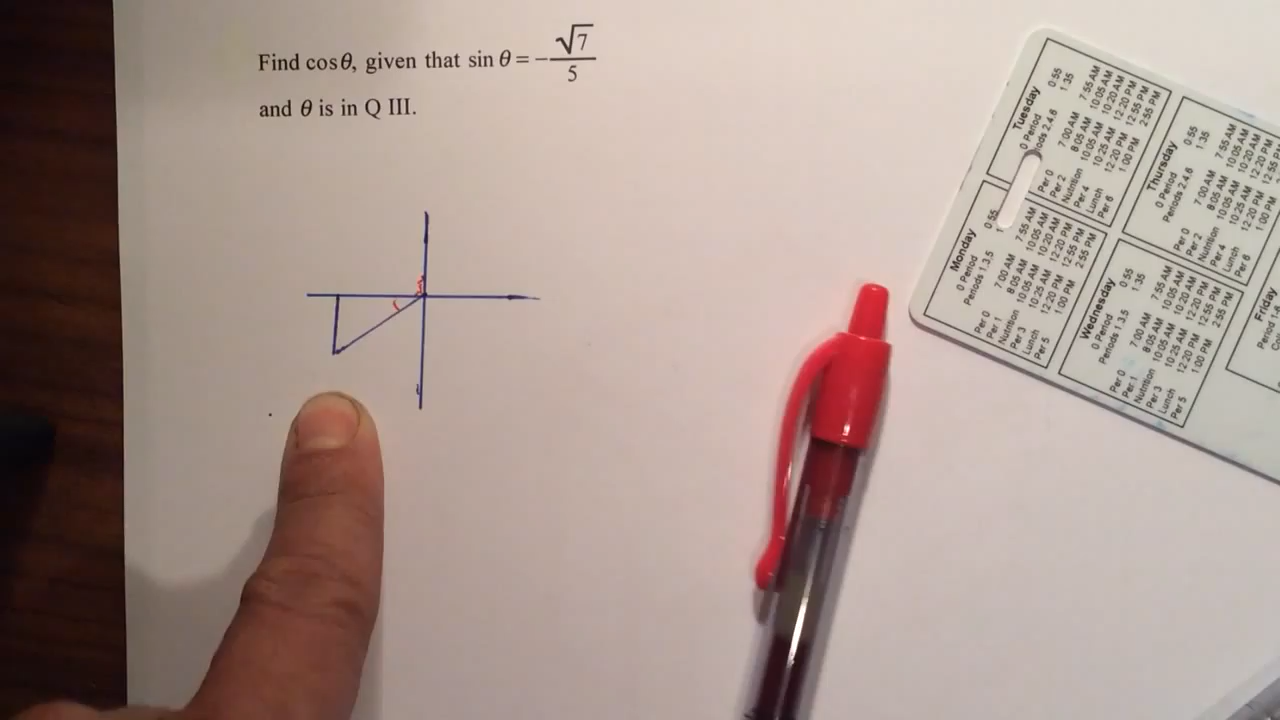 Find cos θ, given that sin θ = −√7/5
and θ is in Q III.
Monday
0 Period 0:55
Periods 1,3,5
Per 0 7:00 AM 7:55 AM
Per 1 8:05 AM 10:05 AM
Nutrition 10:05 AM 10:20 AM
Per 3 10:25 AM 12:20 PM
Lunch 12:20 PM 12:55 PM
Per 5 1:00 PM 2:55 PM
Tuesday
0 Period 0:55
Periods 2,4,6 1:35
Per 0 7:00 AM 7:55 AM
Per 2 8:05 AM 10:05 AM
Nutrition 10:05 AM 10:20 AM
Per 4 10:25 AM 12:20 PM
Lunch 12:20 PM 12:55 PM
Per 6 1:00 PM 2:55 PM
Wednesday
0 Period 0:55
Periods 1,3,5 1:35
Per 0 7:00 AM 7:55 AM
Per 1 8:05 AM 10:05 AM
Nutrition 10:05 AM 10:20 AM
Per 3 10:25 AM 12:20 PM
Lunch 12:20 PM 12:55 PM
Per 5 1:00 PM 2:55 PM
Thursday
0 Period 0:55
Periods 2,4,6 1:35
Per 0 7:00 AM
Per 2 8:05 AM 10:05 AM
Nutrition 10:05 AM 10:20 AM
Per 4 10:25 AM 12:20 PM
Lunch 12:20 PM 12:55
Per 6 1:00 PM
Friday
0 Period